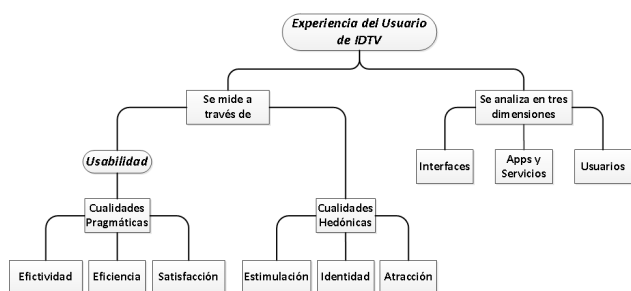 Experiencia del Usuario
de IDTV
Se mide a
través de
Se analiza en tres
dimensiones
Usabilidad
Interfaces
Apps y
Servicios
Usuarios
Cualidades
Pragmáticas
Cualidades
Hedónicas
Efictividad
Eficiencia
Satisfacción
Estimulación
Identidad
Atracción